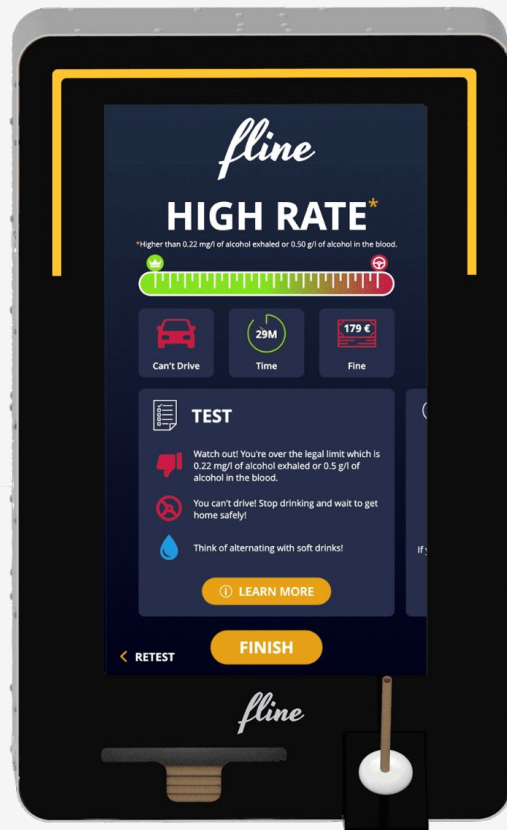 fline
HIGH RATE*
*Higher than 0.22 mg/l of alcohol exhaled or 0.50 g/l of alcohol in the blood.
29M
179 €
Can't Drive
Time
Fine
TEST
Watch out! You're over the legal limit which is
0.22 mg/l of alcohol exhaled or 0.5 g/l of
alcohol in the blood.
You can't drive! Stop drinking and wait to get
home safely!
Think of alternating with soft drinks!
If
LEARN MORE
RETEST
FINISH
fline